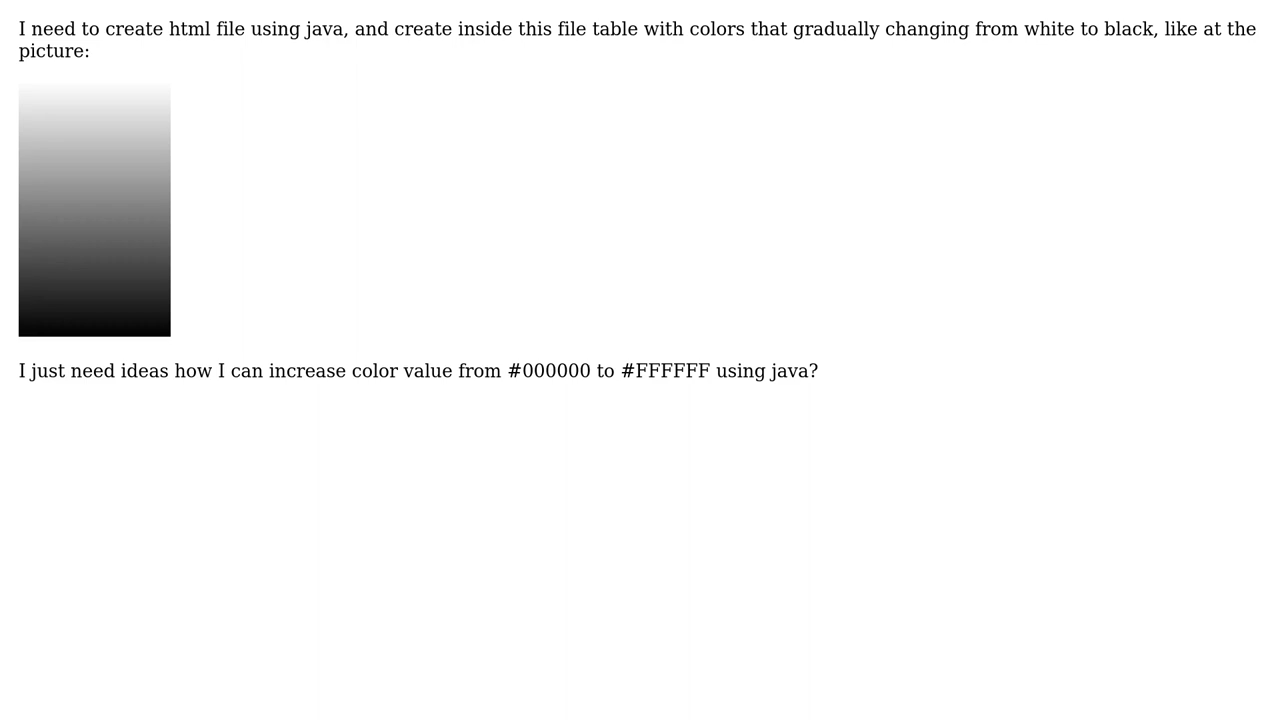 I need to create html file using java, and create inside this file table with colors that gradually changing from white to black, like at the
picture:
I just need ideas how I can increase color value from #000000 to #FFFFFF using java?